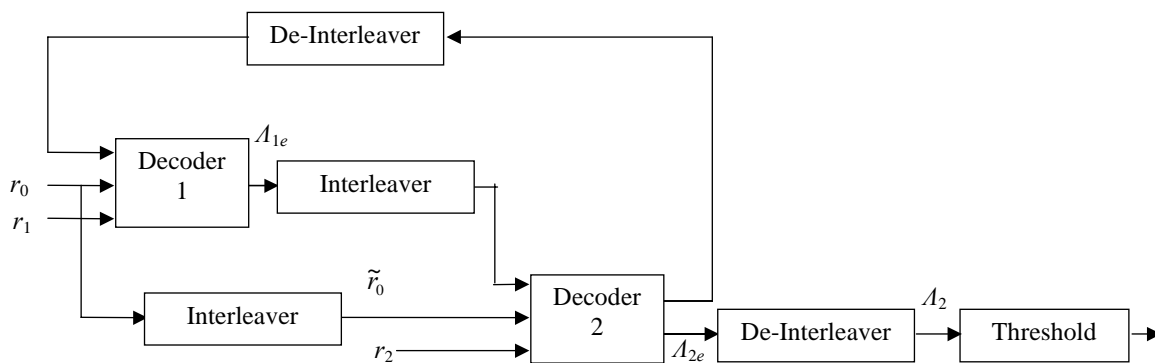 De-Interleaver
Λ1e
Decoder
1
Interleaver
r0
r1
r̃0
Interleaver
Decoder
2
r2
Λ2e
De-Interleaver
Λ2
Threshold